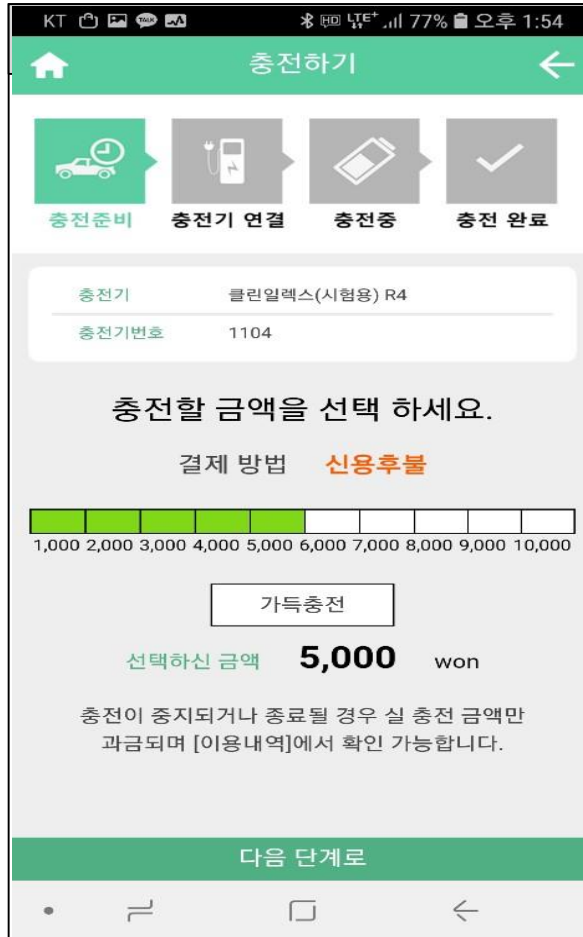 KT TALK HD LTE+ 77% 오후 1:54
충전하기
충전준비 충전기 연결 충전중 충전 완료
충전기 클린일렉스(시험용) R4
충전기번호 1104
충전할 금액을 선택 하세요.
결제 방법 신용후불
1,000 2,000 3,000 4,000 5,000 6,000 7,000 8,000 9,000 10,000
가득충전
선택하신 금액 5,000 won
충전이 중지되거나 종료될 경우 실 충전 금액만
과금되며 [이용내역]에서 확인 가능합니다.
다음 단계로